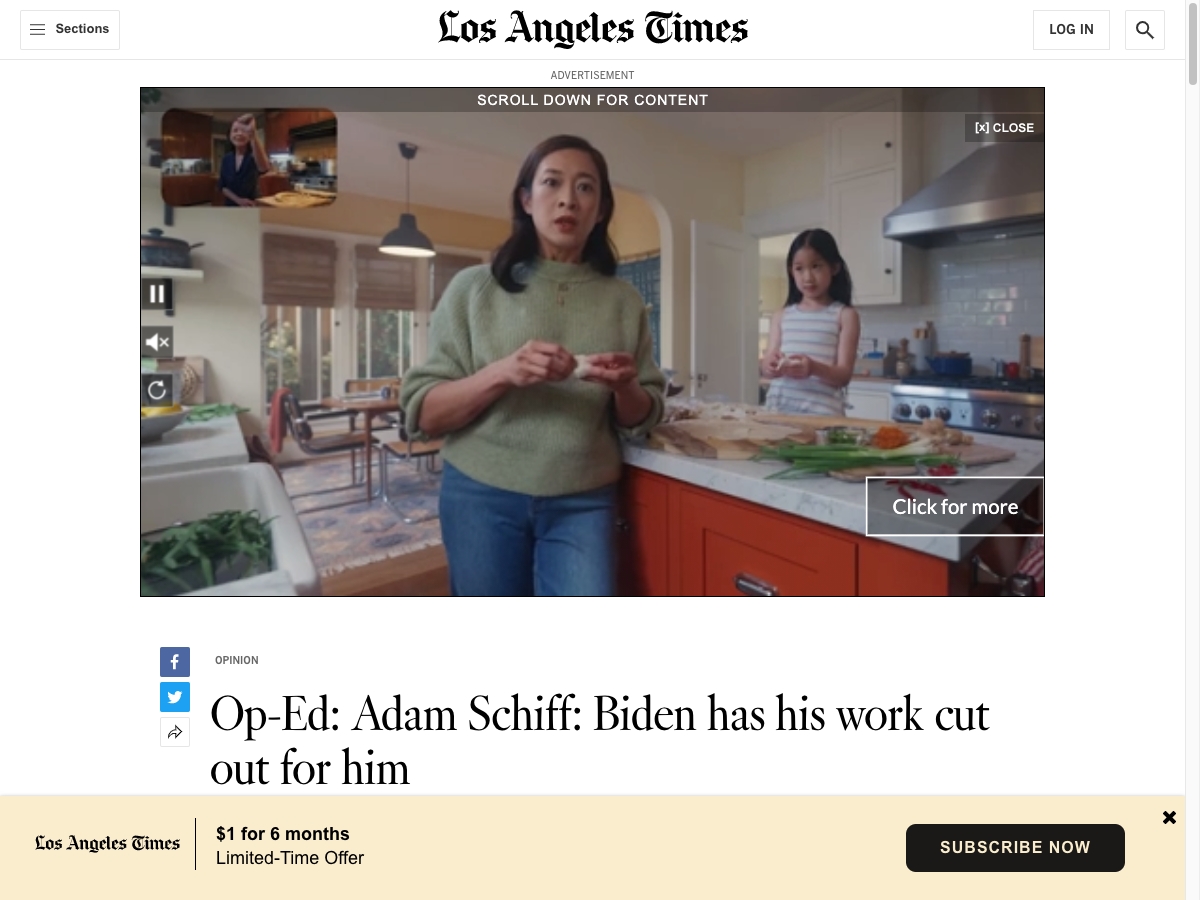 Sections
Los Angeles Times
LOG IN
ADVERTISEMENT
SCROLL DOWN FOR CONTENT
[x] CLOSE
Click for more
OPINION
Op-Ed: Adam Schiff: Biden has his work cut
out for him
Los Angeles Times
$1 for 6 months
Limited-Time Offer
SUBSCRIBE NOW